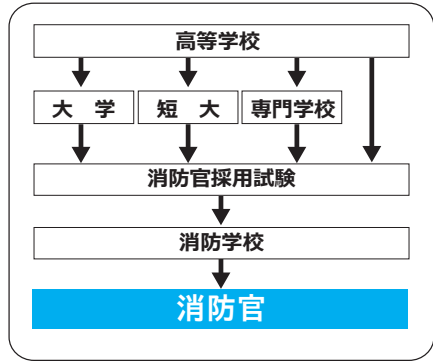 高等学校
大　学　短　大　専門学校
消防官採用試験
消防学校
消防官